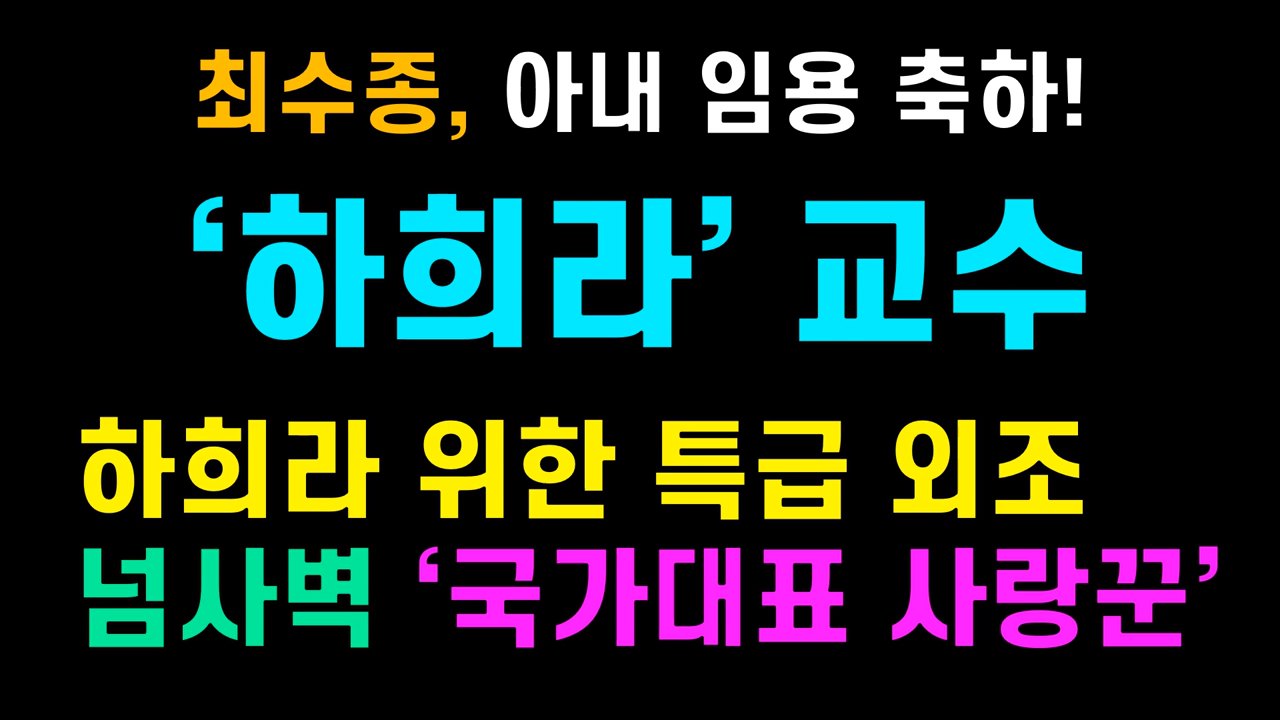 최수종, 아내 임용 축하!
‘하희라’ 교수
하희라 위한 특급 외조
넘사벽 ‘국가대표 사랑꾼’